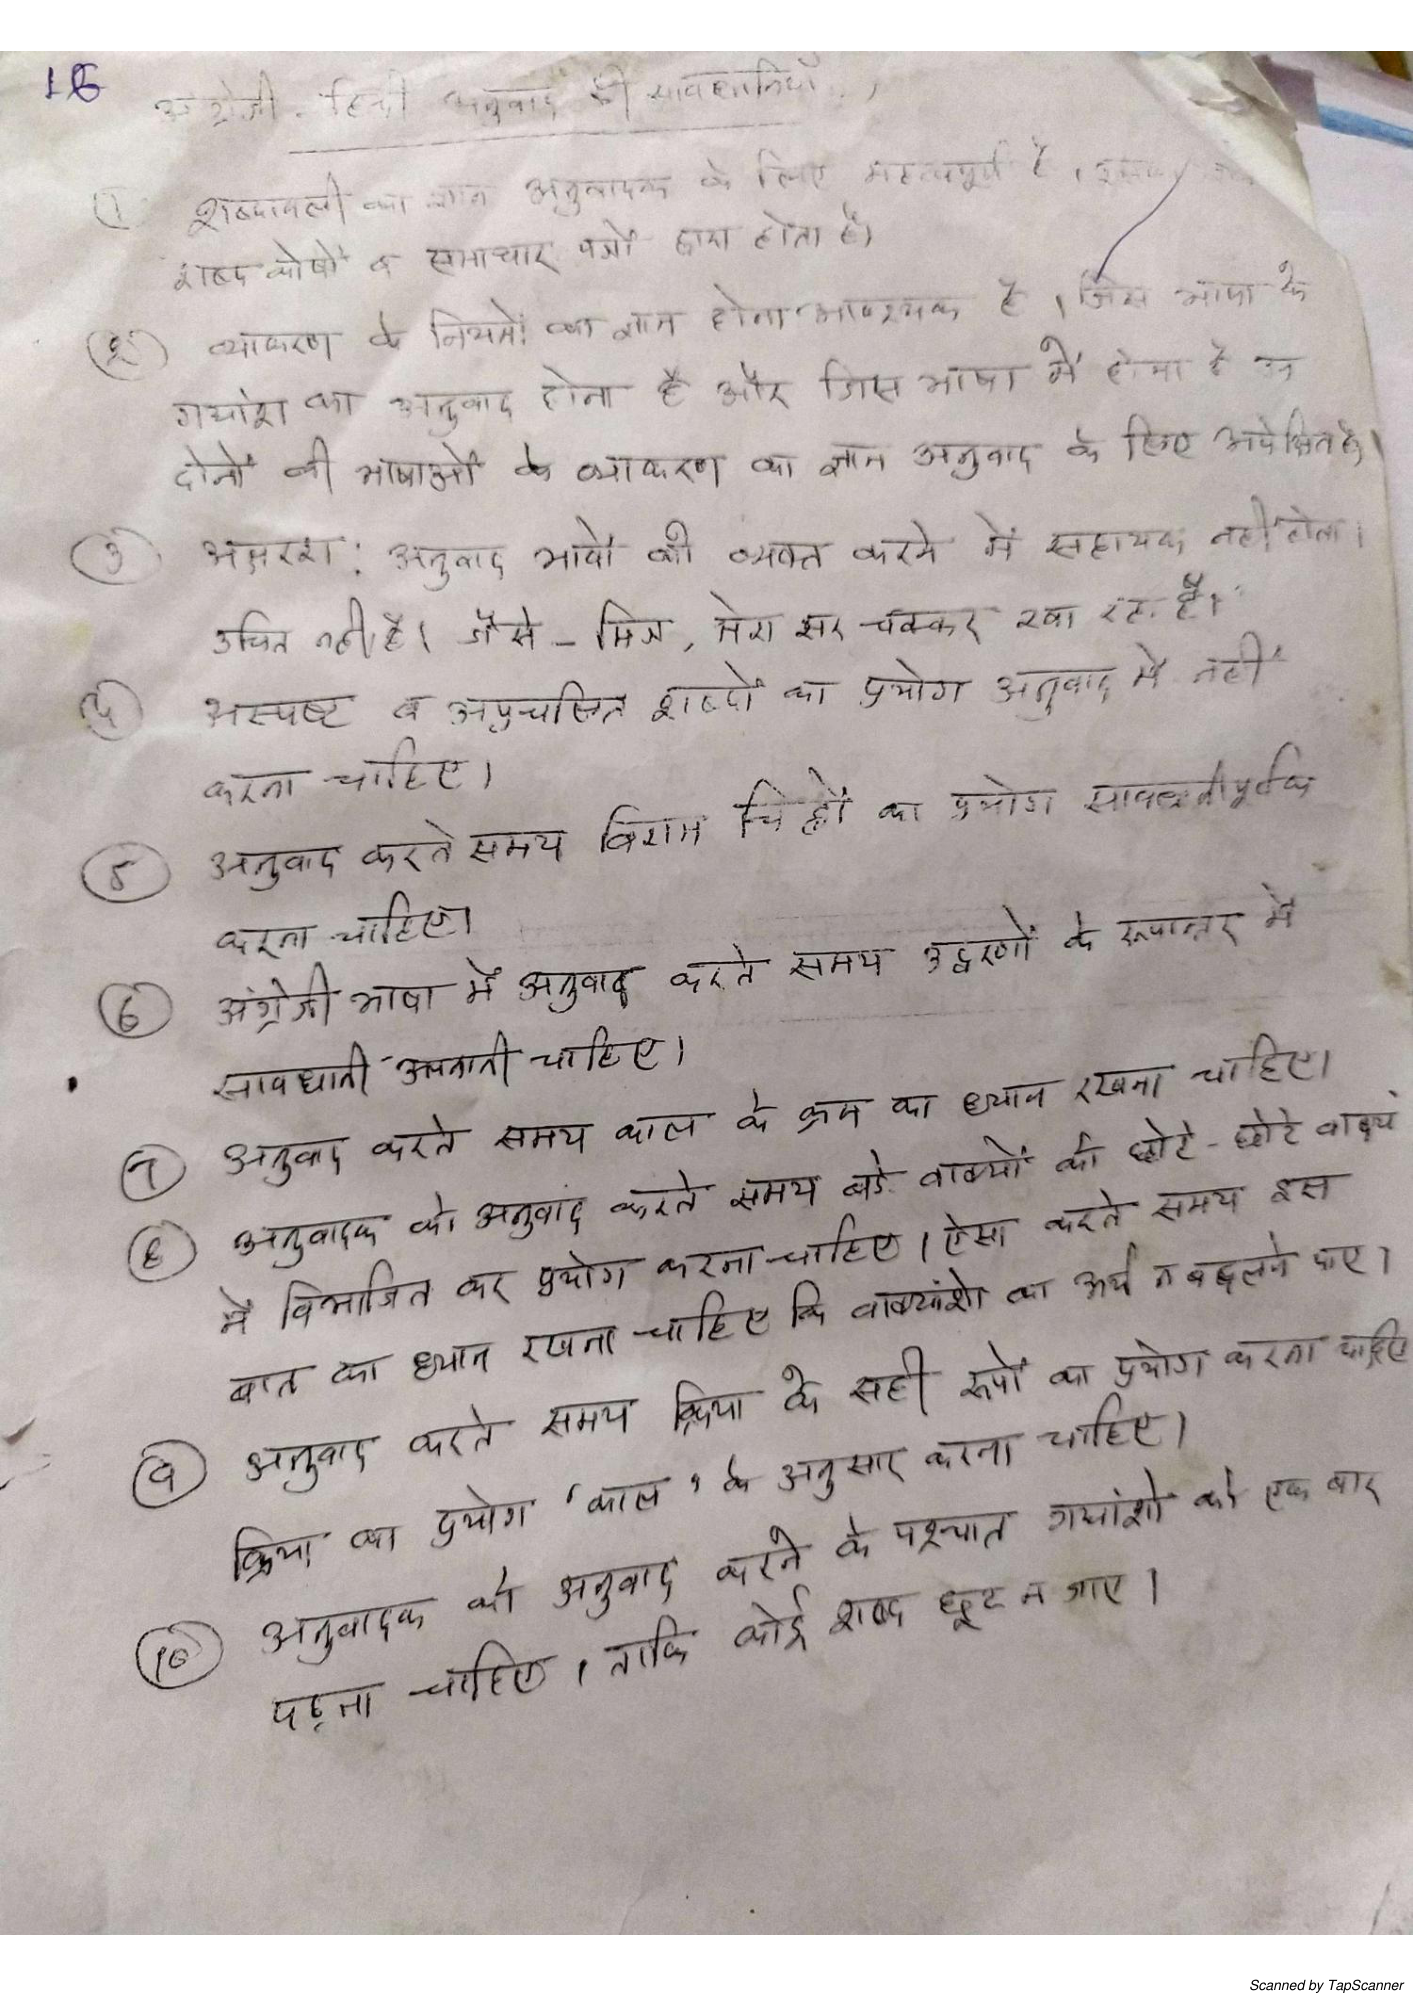 16
अंग्रेजी - हिन्दी अनुवाद की सावधानियाँ
1 शब्दावली का ज्ञान अनुवादक के लिए महत्वपूर्ण है।
शब्द कोषों व समाचार पत्रों द्वारा होता है।
2 व्याकरण के नियमों का ज्ञान होना आवश्यक है। जिस भाषा के
गद्यांश का अनुवाद होना है और जिस भाषा में होना है
दोनों की भाषाओं के व्याकरण का ज्ञान अनुवाद के लिए अपेक्षित है।
3 अक्षरश: अनुवाद भावों को व्यक्त करने में सहायक नहीं होता।
उचित नहीं है। जैसे - मित्र, मेरा सर चक्कर खा रहा है।
4 अस्पष्ट व अप्रचलित शब्दों का प्रयोग अनुवाद में नहीं
करना चाहिए।
5 अनुवाद करते समय विराम चिह्नों का प्रयोग सावधानीपूर्वक
करना चाहिए।
6 अंग्रेजी भाषा में अनुवाद करते समय उद्धरणों के रूपान्तर में
सावधानी अपनानी चाहिए।
7 अनुवाद करते समय काल के क्रम का ध्यान रखना चाहिए।
8 अनुवादक को अनुवाद करते समय बड़े वाक्यों को छोटे-छोटे वाक्यों
में विभाजित कर प्रयोग करना चाहिए। ऐसा करते समय इस
बात का ध्यान रखना चाहिए कि वाक्यांशो का अर्थ न बदलने पाए।
9 अनुवाद करते समय क्रिया के सही रूपों का प्रयोग करना चाहिए
क्रिया का प्रयोग 'काल' के अनुसार करना चाहिए।
10 अनुवादक को अनुवाद करने के पश्चात गद्यांशो को एक बार
पढ़ना चाहिए। ताकि कोई शब्द छूट न जाए।
Scanned by TapScanner